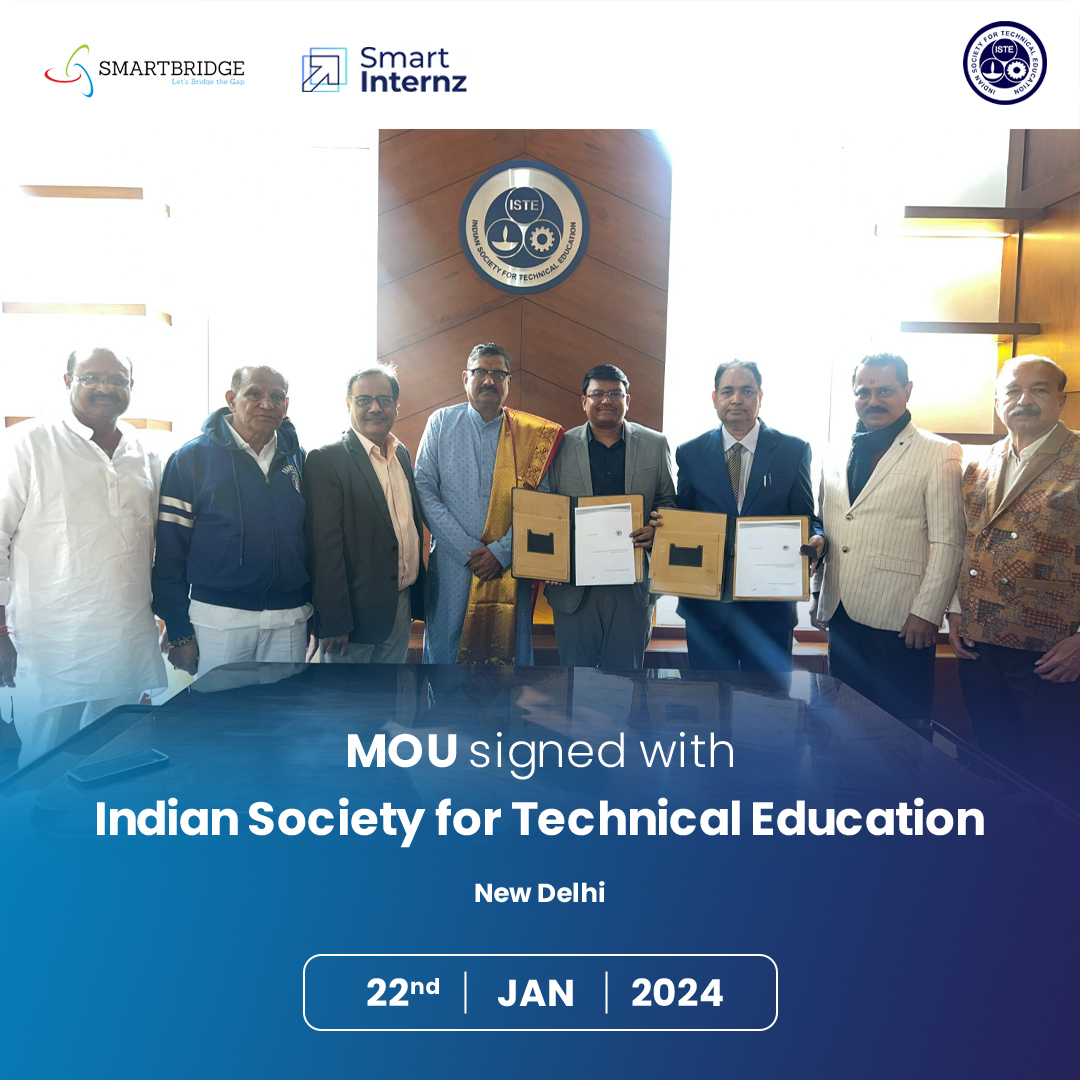 SMARTBRIDGE
Let's Bridge the Gap
Smart
Internz
INDIAN SOCIETY FOR TECHNICAL EDUCATION
ISTE
ISTE
INDIAN SOCIETY FOR TECHNICAL EDUCATION
MOU signed with
Indian Society for Technical Education
New Delhi
22nd | JAN | 2024